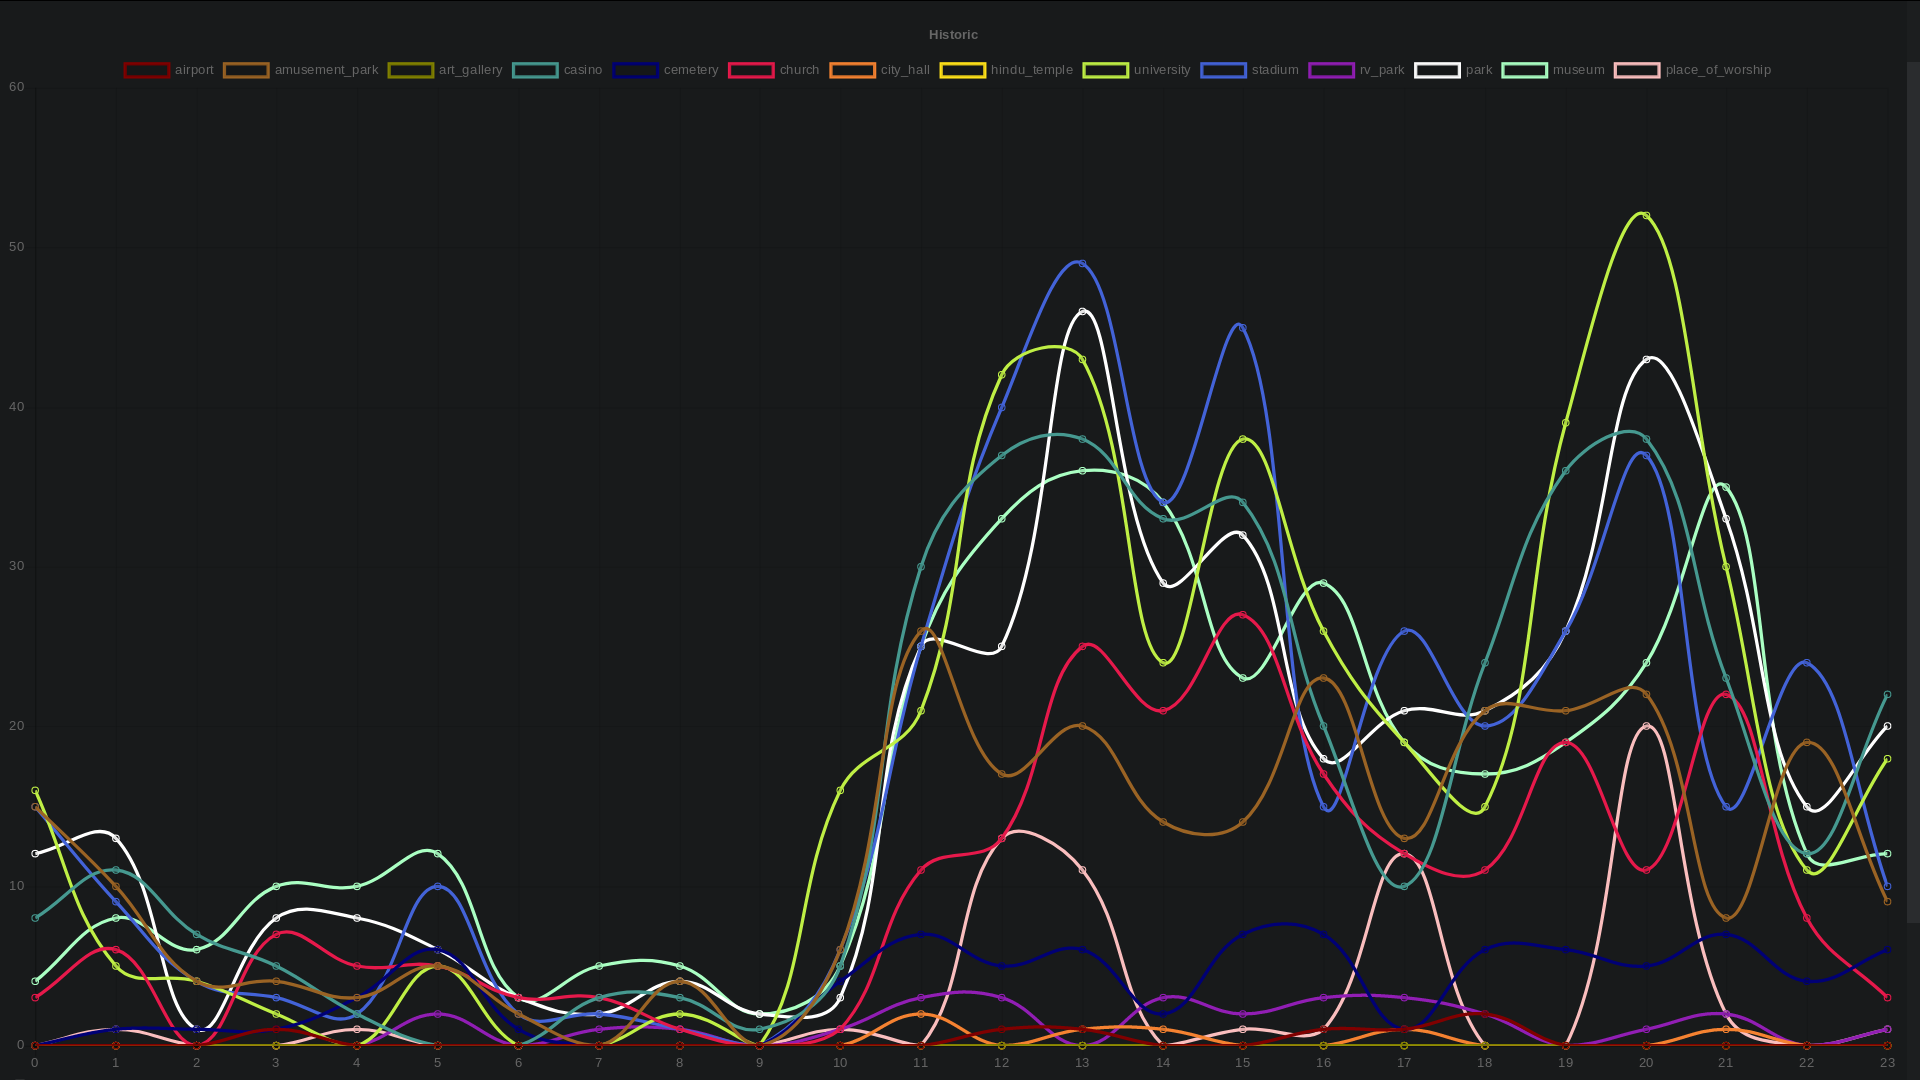 Historic
airport amusement_park art_gallery casino cemetery church city_hall hindu_temple university stadium rv_park park museum place_of_worship
60
50
40
30
20
10
0
0 1 2 3 4 5 6 7 8 9 10 11 12 13 14 15 16 17 18 19 20 21 22 23